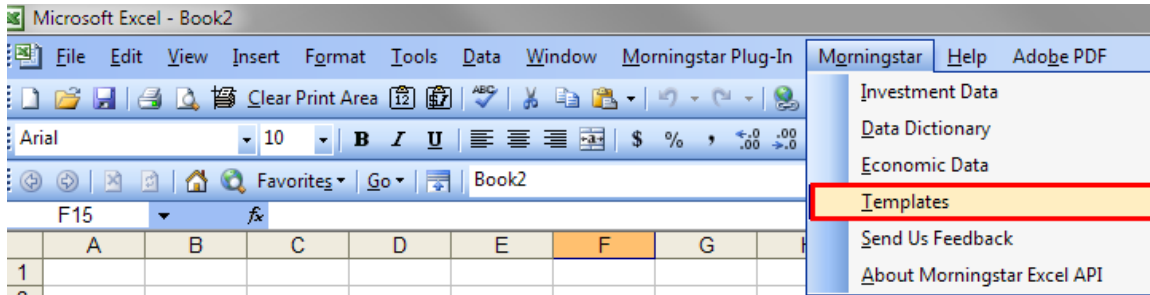 Microsoft Excel - Book2
File Edit View Insert Format Tools Data Window Morningstar Plug-In Morningstar Help Adobe PDF
Clear Print Area
Investment Data
Arial 10 B I U $ % ,
Data Dictionary
Economic Data
Favorites Go Book2
Templates
F15 fx
Send Us Feedback
A B C D E F G
About Morningstar Excel API
1